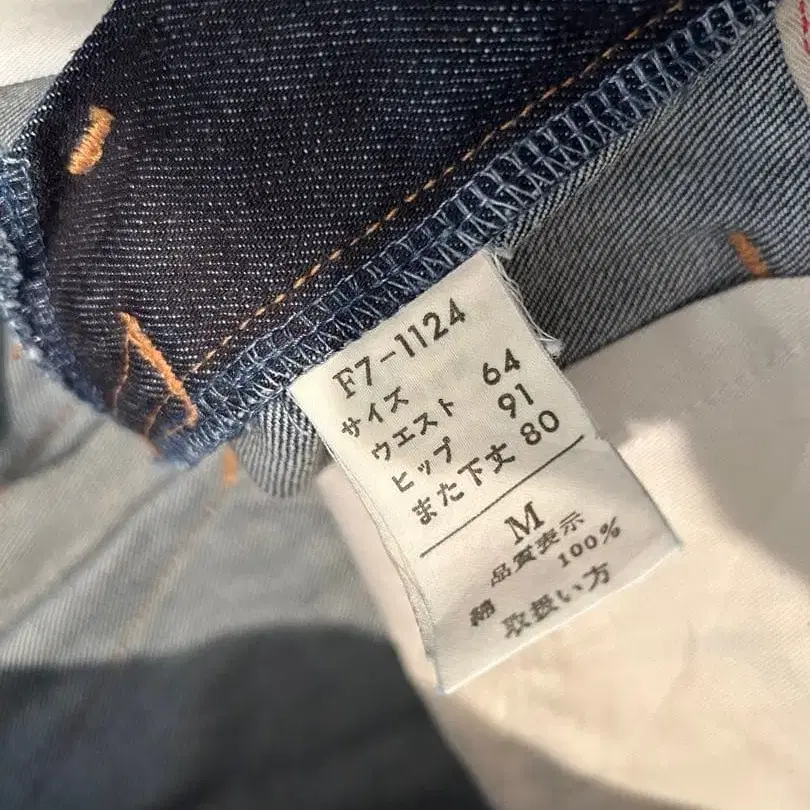 F7-1124
サイズ
ウエスト 64
ヒップ 91
また下丈 80
M
品質表示
綿 100%
取扱い方